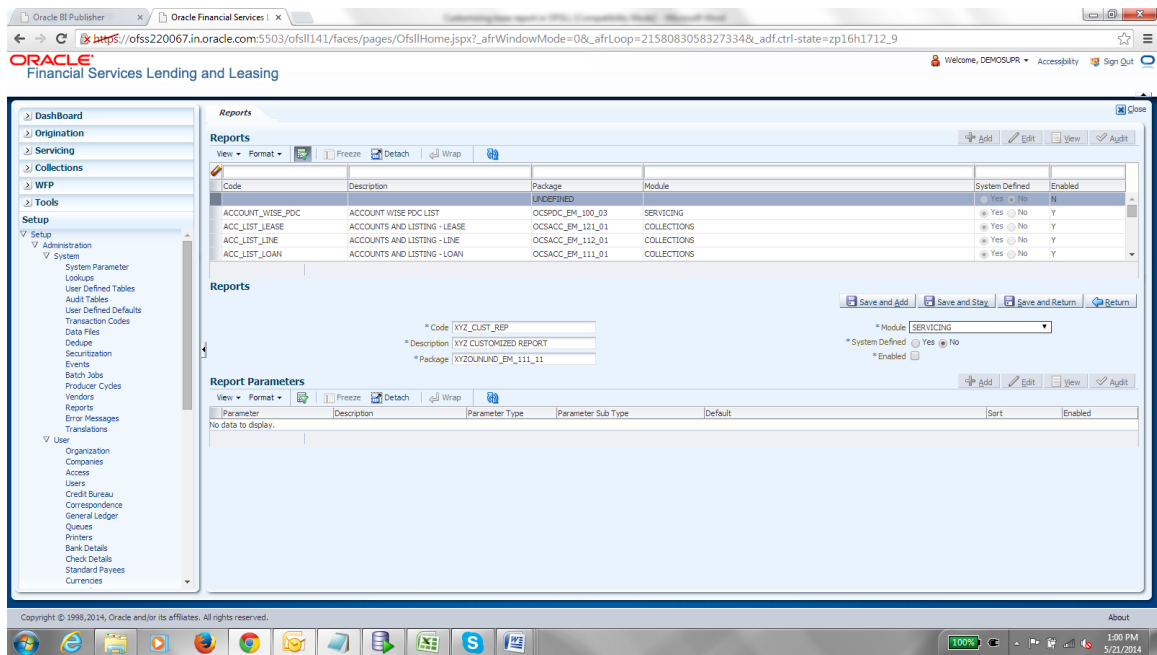 Oracle BI Publisher ×
Oracle Financial Services L ×
https://ofss220067.in.oracle.com:5503/ofsll141/faces/pages/OfsllHome.jspx?_afrWindowMode=0&_afrLoop=2158083058327334&_adf.ctrl-state=zp16h1712_9
ORACLE
Financial Services Lending and Leasing
Welcome, DEMOSUPR Accessibility Sign Out
DashBoard
Origination
Servicing
Collections
WFP
Tools
Setup
Setup
Administration
System
System Parameter
Lookups
User Defined Tables
Audit Tables
User Defined Defaults
Transaction Codes
Data Files
Dedupe
Securitization
Events
Batch Jobs
Producer Cycles
Vendors
Reports
Error Messages
Translations
User
Organization
Companies
Access
Users
Credit Bureau
Correspondence
General Ledger
Queues
Printers
Bank Details
Check Details
Standard Payees
Currencies
Reports Close
Reports Add Edit View Audit
View Format Freeze Detach Wrap
Code Description Package Module System Defined Enabled
UNDEFINED Yes No N
ACCOUNT_WISE_PDC ACCOUNT WISE PDC LIST OCSPDC_EM_100_03 SERVICING Yes No Y
ACC_LIST_LEASE ACCOUNTS AND LISTING - LEASE OCSACC_EM_121_01 COLLECTIONS Yes No Y
ACC_LIST_LINE ACCOUNTS AND LISTING - LINE OCSACC_EM_112_01 COLLECTIONS Yes No Y
ACC_LIST_LOAN ACCOUNTS AND LISTING - LOAN OCSACC_EM_111_01 COLLECTIONS Yes No Y
Reports
Save and Add Save and Stay Save and Return Return
* Code XYZ_CUST_REP * Module SERVICING
* Description XYZ CUSTOMIZED REPORT * System Defined Yes No
* Package XYZOUNUND_EM_111_11 * Enabled
Report Parameters Add Edit View Audit
View Format Freeze Detach Wrap
Parameter Description Parameter Type Parameter Sub Type Default Sort Enabled
No data to display.
Copyright © 1998,2014, Oracle and/or its affiliates. All rights reserved. About
100% 1:00 PM
5/21/2014